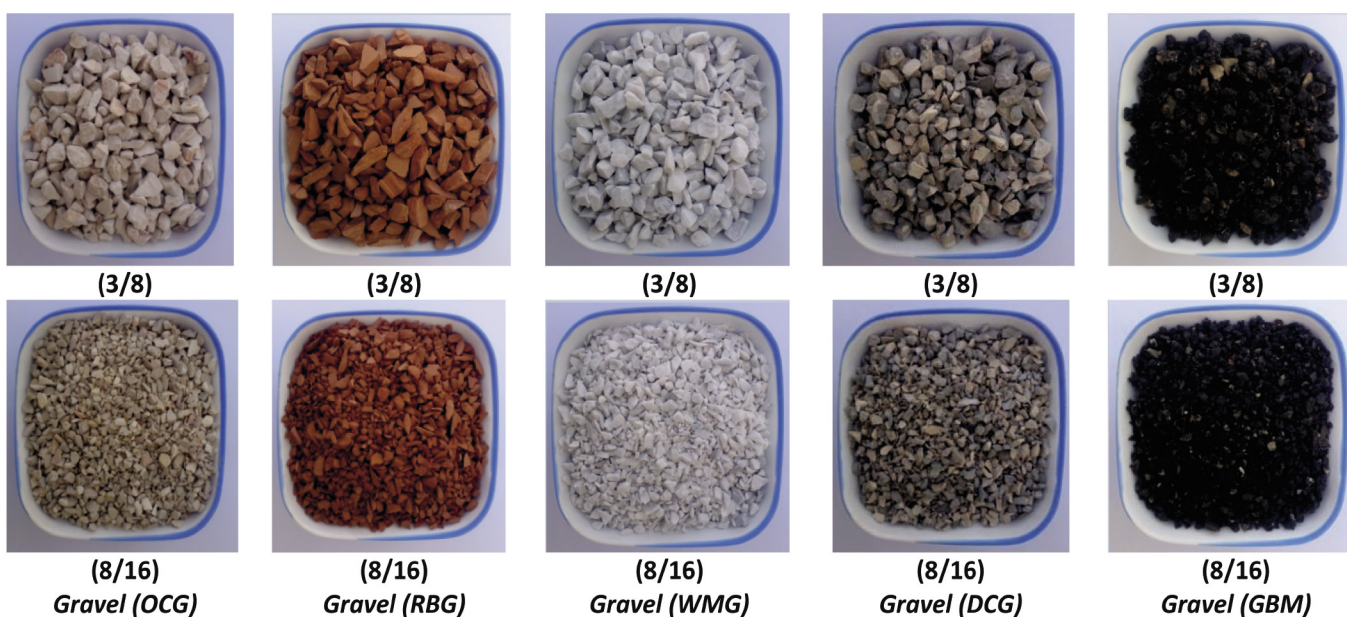 (3/8) (3/8) (3/8) (3/8) (3/8)
(8/16) (8/16) (8/16) (8/16) (8/16)
Gravel (OCG) Gravel (RBG) Gravel (WMG) Gravel (DCG) Gravel (GBM)